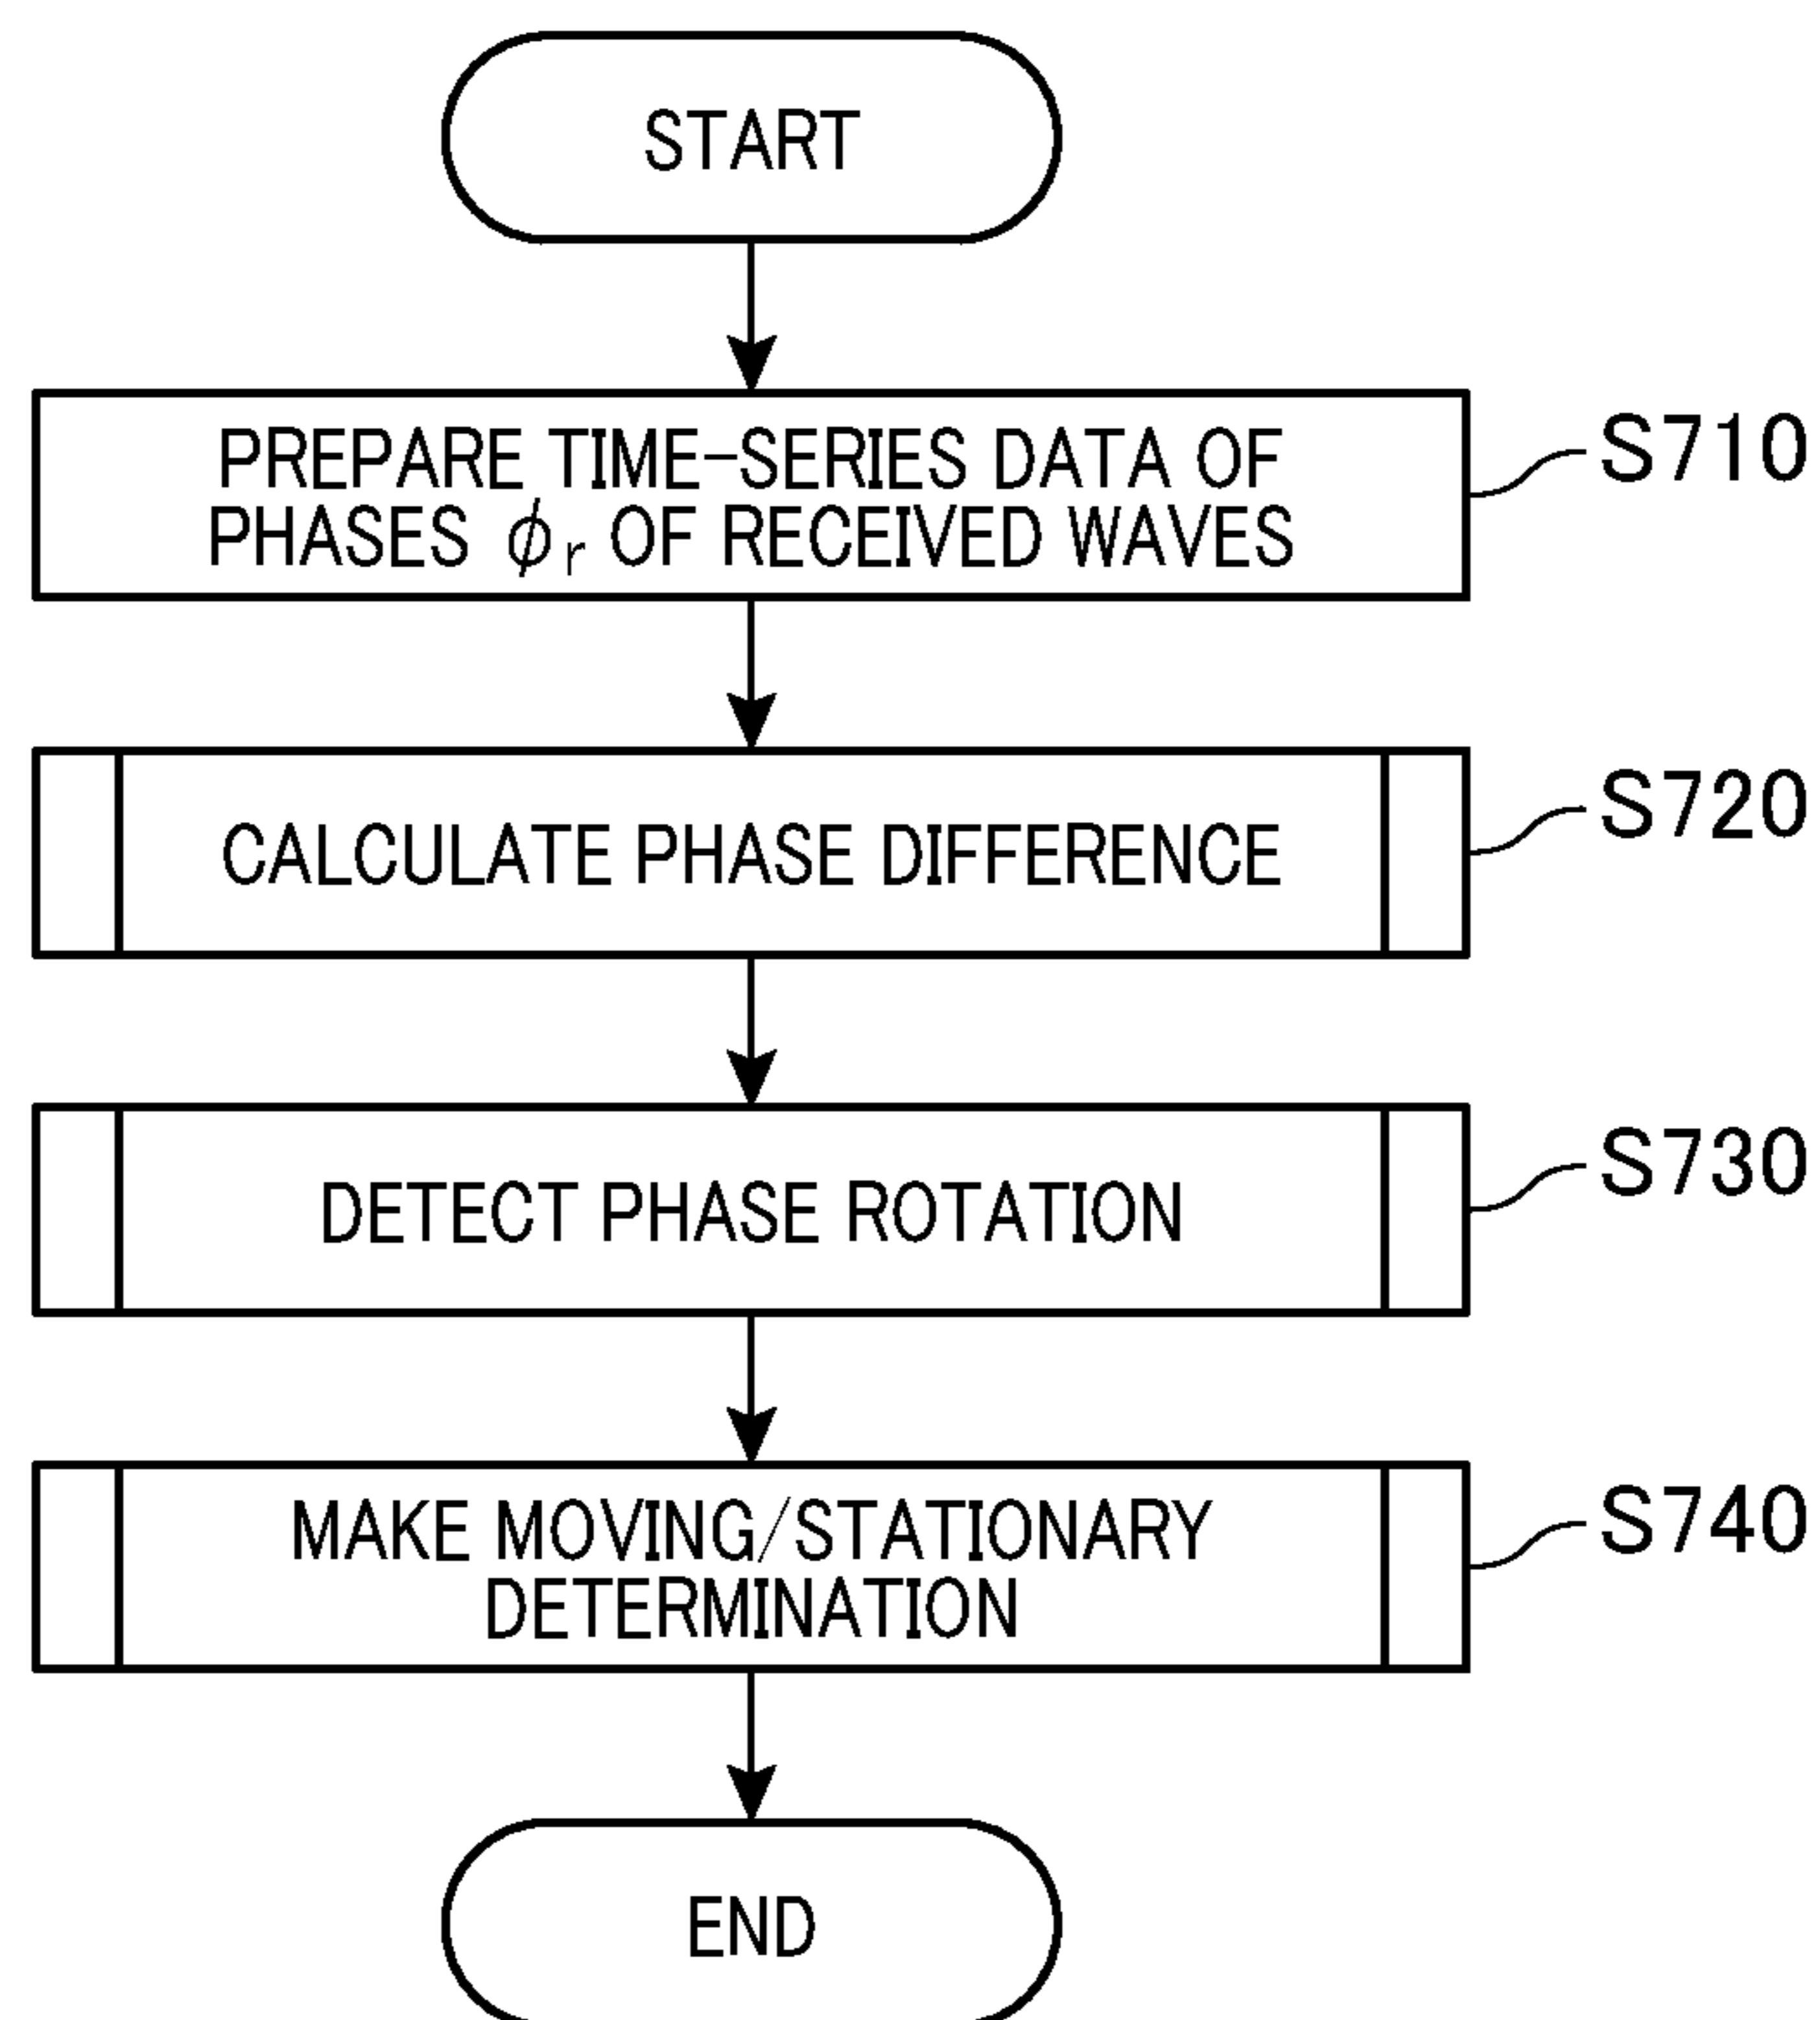 START
PREPARE TIME-SERIES DATA OF
PHASES ϕr OF RECEIVED WAVES
S710
CALCULATE PHASE DIFFERENCE
S720
DETECT PHASE ROTATION
S730
MAKE MOVING/STATIONARY
DETERMINATION
S740
END